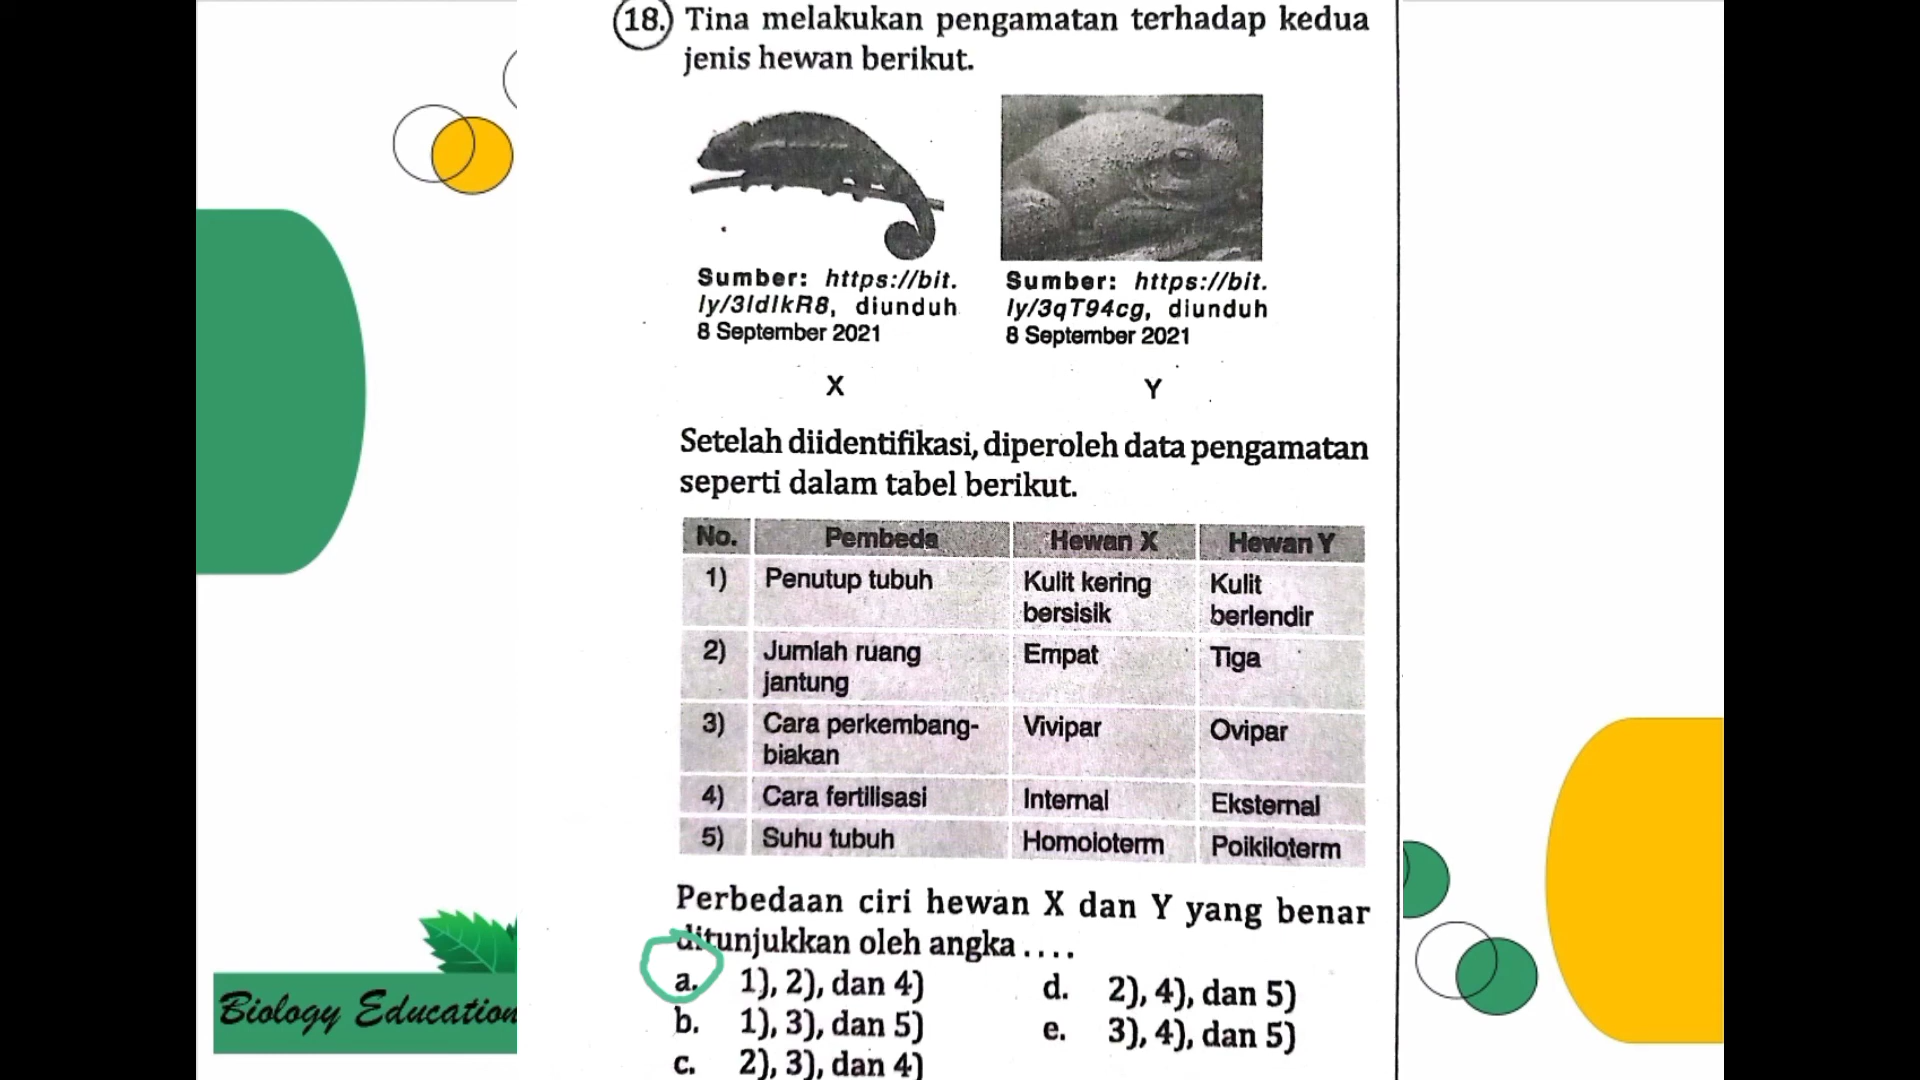 18. Tina melakukan pengamatan terhadap kedua
jenis hewan berikut.
Sumber: https://bit.
ly/3ldlkR8, diunduh
8 September 2021
Sumber: https://bit.
ly/3qT94cg, diunduh
8 September 2021
X
Y
Setelah diidentifikasi, diperoleh data pengamatan
seperti dalam tabel berikut.
No. Pembeda Hewan X Hewan Y
1) Penutup tubuh Kulit kering Kulit
bersisik berlendir
2) Jumlah ruang Empat Tiga
jantung
3) Cara perkembang- Vivipar Ovipar
biakan
4) Cara fertilisasi Internal Eksternal
5) Suhu tubuh Homoioterm Poikiloterm
Perbedaan ciri hewan X dan Y yang benar
ditunjukkan oleh angka . . . .
a. 1), 2), dan 4)
b. 1), 3), dan 5)
c. 2), 3), dan 4)
d. 2), 4), dan 5)
e. 3), 4), dan 5)
Biology Education